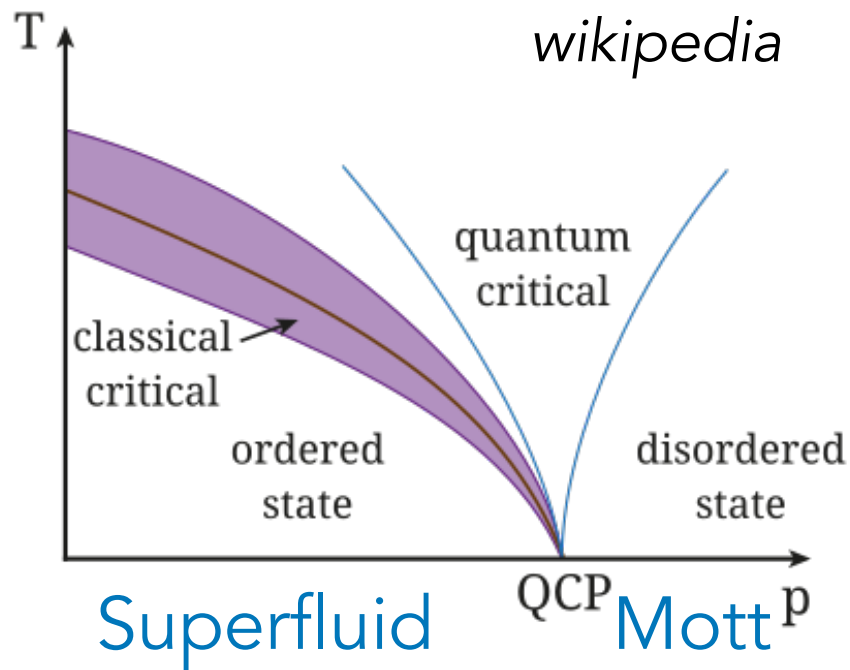 T
wikipedia
quantum
critical
classical
critical
ordered
state
disordered
state
QCP
p
Superfluid
Mott